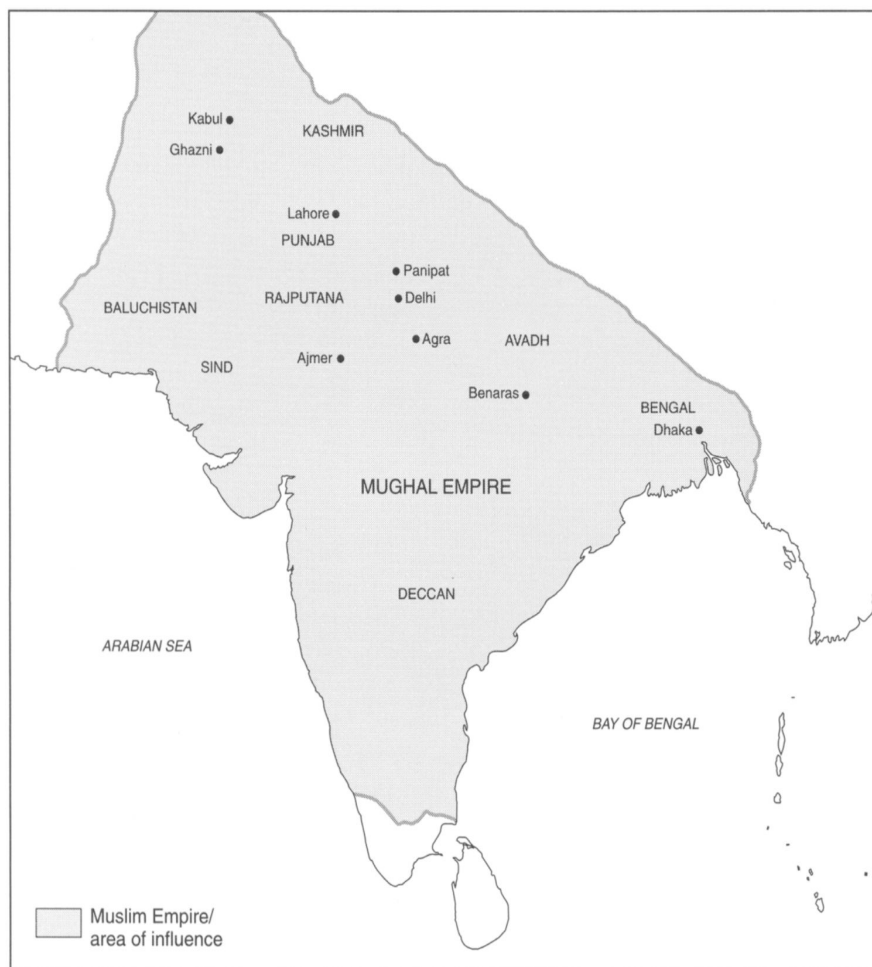 Kabul
KASHMIR
Ghazni
Lahore
PUNJAB
Panipat
BALUCHISTAN
RAJPUTANA
Delhi
SIND
Ajmer
Agra
AVADH
Benaras
BENGAL
Dhaka
MUGHAL EMPIRE
DECCAN
ARABIAN SEA
BAY OF BENGAL
Muslim Empire/
area of influence